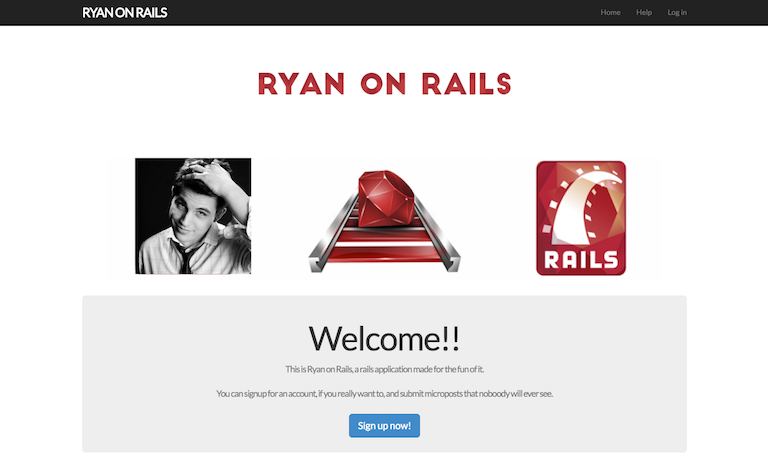 RYAN ON RAILS
Home Help Log in
RYAN ON RAILS
RAILS
Welcome!!
This is Ryan on Rails, a rails application made for the fun of it.
You can signup for an account, if you really want to, and submit microposts that noboody will ever see.
Sign up now!